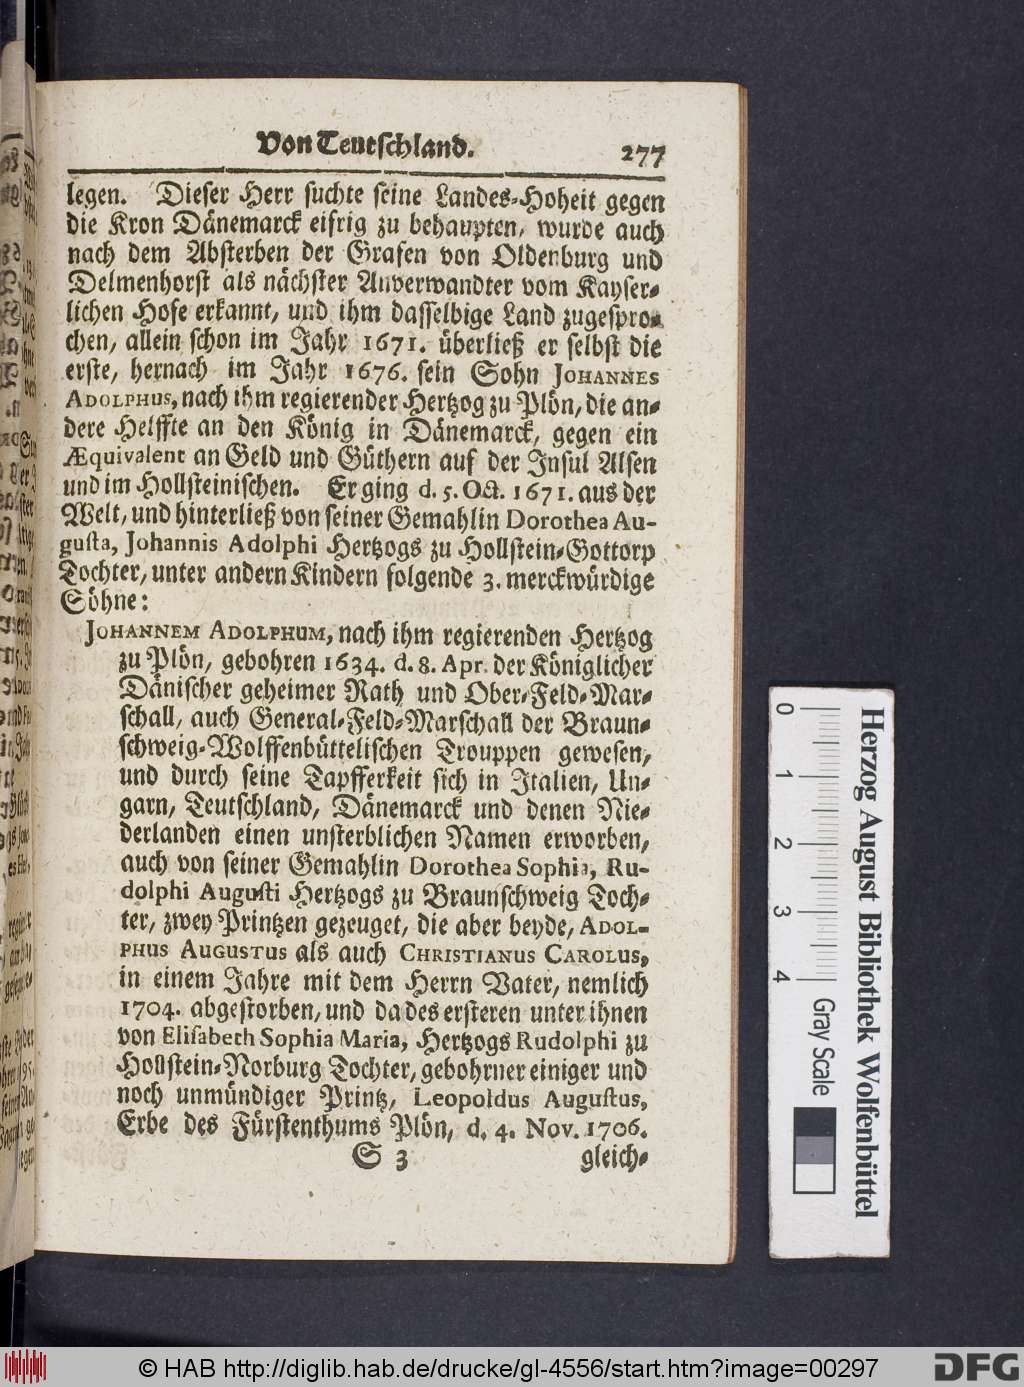 Von Teutschland. 277
legen. Dieser Herr suchte seine Landes-Hoheit gegen
die Kron Dänemarck eifrig zu behaupten, wurde auch
nach dem Absterben der Grafen von Oldenburg und
Delmenhorst als nächster Anverwandter vom Kayser-
lichen Hofe erkannt, und ihm dasselbige Land zugespro-
chen, allein schon im Jahr 1671. überließ er selbst die
erste, hernach im Jahr 1676. sein Sohn JOHANNES
ADOLPHUS, nach ihm regierender Hertzog zu Plön, die an-
dere Helffte an den König in Dänemarck, gegen ein
Æquivalent an Geld und Güthern auf der Insul Alsen
und im Hollsteinischen. Er ging d. 5. Oct. 1671. aus der
Welt, und hinterließ von seiner Gemahlin Dorothea Au-
gusta, Johannis Adolphi Hertzogs zu Hollstein-Gottorp
Tochter, unter andern Kindern folgende 3. merckwürdige
Söhne:
JOHANNEM ADOLPHUM, nach ihm regierenden Hertzog
zu Plön, gebohren 1634. d. 8. Apr. der Königlicher
Dänischer geheimer Rath und Ober-Feld-Mar-
schall, auch General-Feld-Marschall der Braun-
schweig-Wolffenbüttelischen Trouppen gewesen,
und durch seine Tapfferkeit sich in Italien, Un-
garn, Teutschland, Dänemarck und denen Nie-
derlanden einen unsterblichen Namen erworben,
auch von seiner Gemahlin Dorothea Sophia, Ru-
dolphi Augusti Hertzogs zu Braunschweig Toch-
ter, zwey Printzen gezeuget, die aber beyde, ADOL-
PHUS AUGUSTUS als auch CHRISTIANUS CAROLUS,
in einem Jahre mit dem Herrn Vater, nemlich
1704. abgestorben, und da des ersteren unter ihnen
von Elisabeth Sophia Maria, Hertzogs Rudolphi zu
Hollstein-Norburg Tochter, gebohrner einiger und
noch unmündiger Printz, Leopoldus Augustus,
Erbe des Fürstenthums Plön, d. 4. Nov. 1706.
S 3 gleich-
0 1 2 3 4 Gray Scale
Herzog August Bibliothek Wolfenbüttel
© HAB http://diglib.hab.de/drucke/gl-4556/start.htm?image=00297 DFG